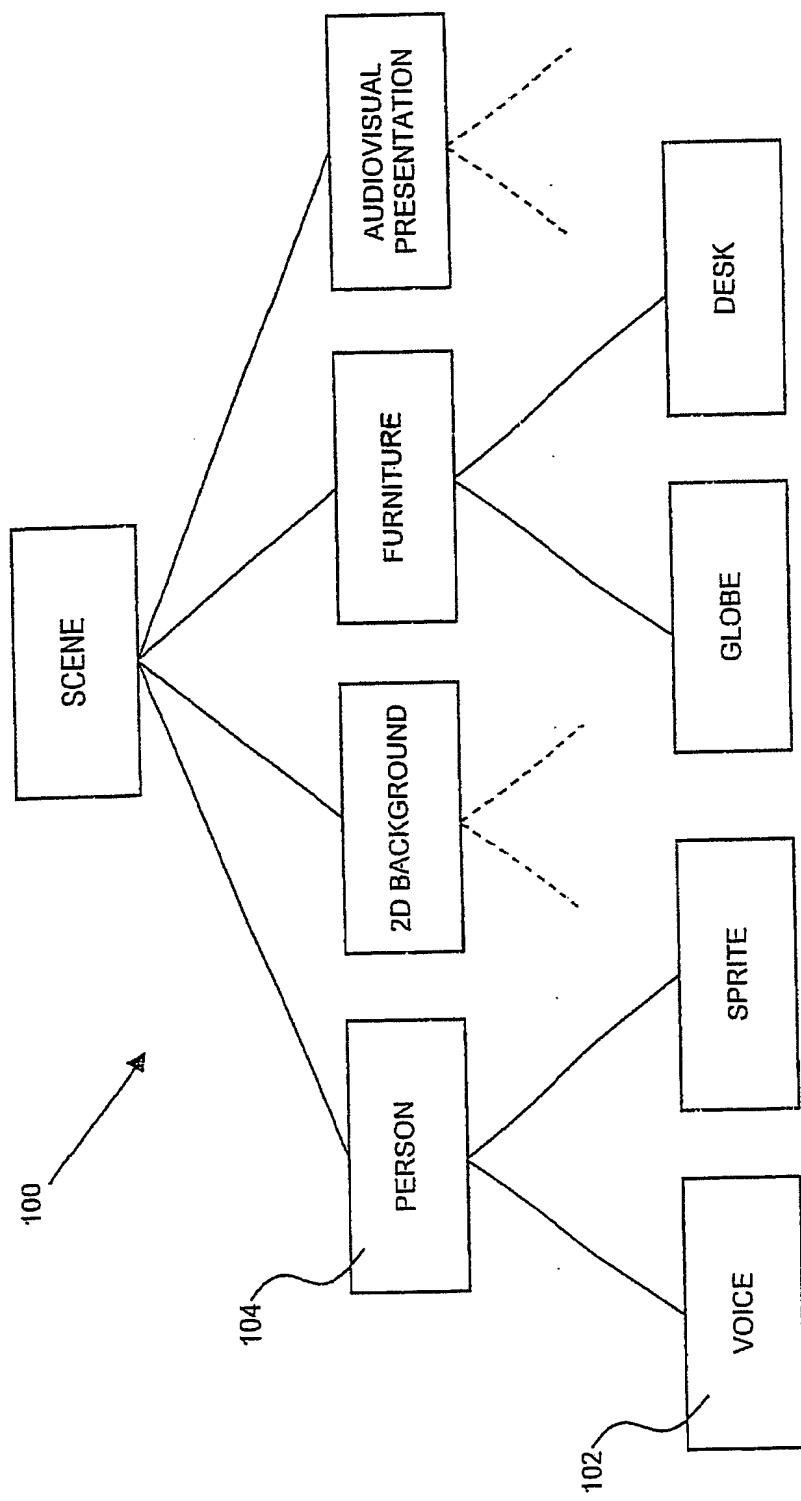 100
SCENE
104
PERSON
2D BACKGROUND
FURNITURE
AUDIOVISUAL
PRESENTATION
102
VOICE
SPRITE
GLOBE
DESK